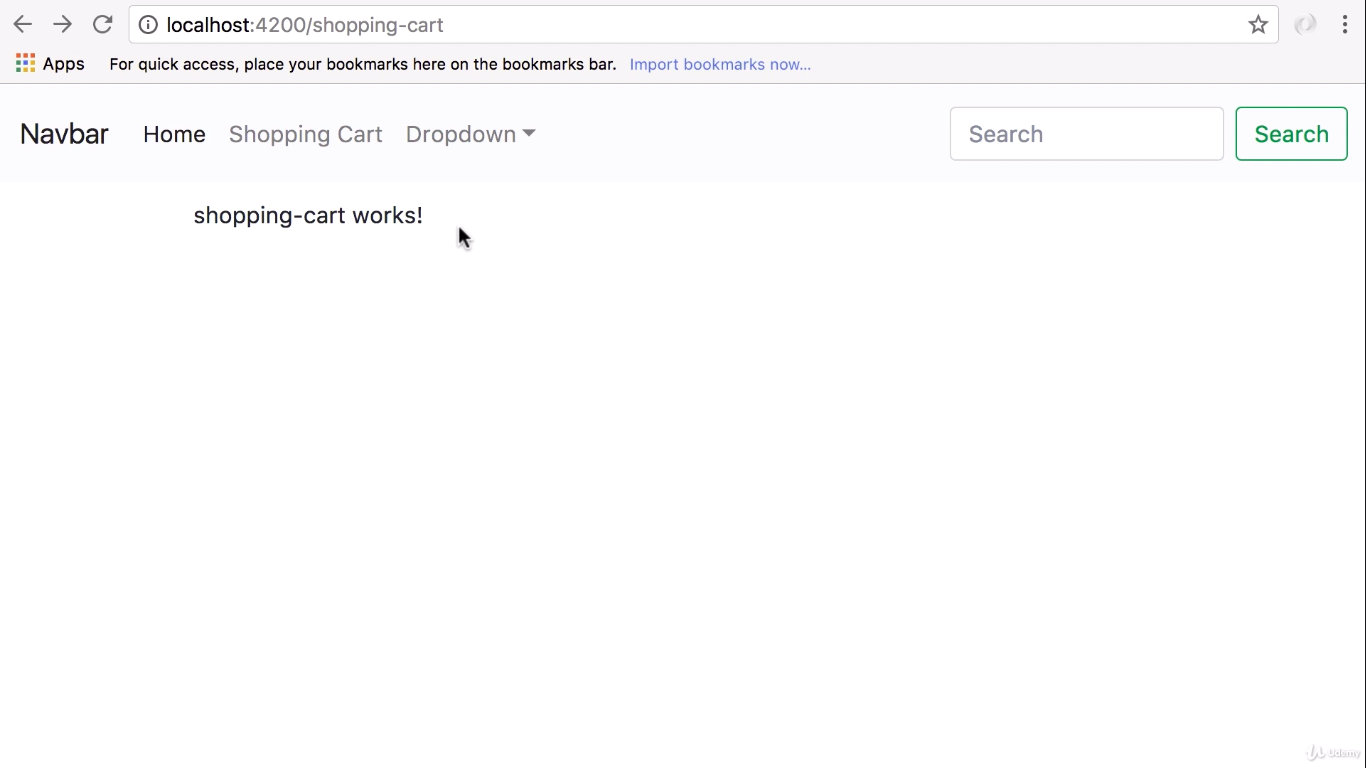 localhost:4200/shopping-cart
Apps For quick access, place your bookmarks here on the bookmarks bar. Import bookmarks now...
Navbar Home Shopping Cart Dropdown Search Search
shopping-cart works!
Udemy